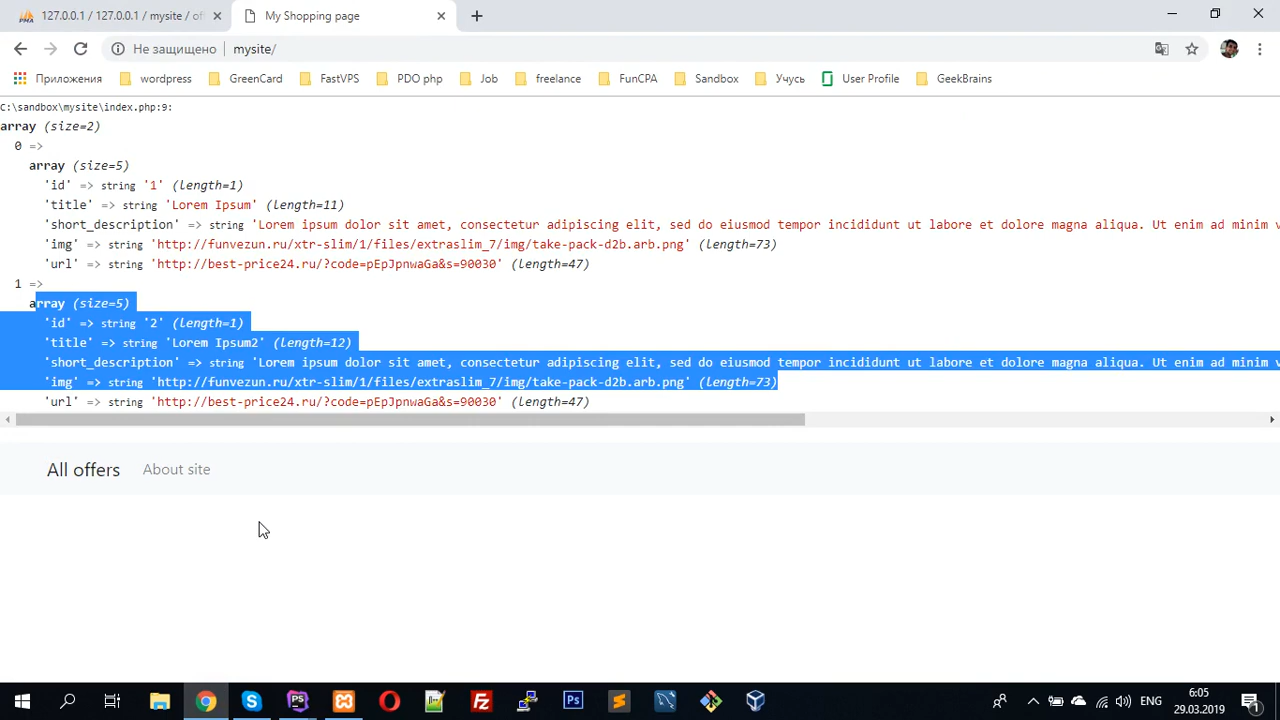 127.0.0.1 / 127.0.0.1 / mysite / of
My Shopping page
Не защищено
mysite/
Приложения
wordpress
GreenCard
FastVPS
PDO php
Job
freelance
FunCPA
Sandbox
Учусь
User Profile
GeekBrains
C:\sandbox\mysite\index.php:9:
array (size=2)
0 =>
array (size=5)
'id' => string '1' (length=1)
'title' => string 'Lorem Ipsum' (length=11)
'short_description' => string 'Lorem ipsum dolor sit amet, consectetur adipiscing elit, sed do eiusmod tempor incididunt ut labore et dolore magna aliqua. Ut enim ad minim v
'img' => string 'http://funvezun.ru/xtr-slim/1/files/extraslim_7/img/take-pack-d2b.arb.png' (length=73)
'url' => string 'http://best-price24.ru/?code=pEpJpnwaGa&s=90030' (length=47)
1 =>
array (size=5)
'id' => string '2' (length=1)
'title' => string 'Lorem Ipsum2' (length=12)
'short_description' => string 'Lorem ipsum dolor sit amet, consectetur adipiscing elit, sed do eiusmod tempor incididunt ut labore et dolore magna aliqua. Ut enim ad minim v
'img' => string 'http://funvezun.ru/xtr-slim/1/files/extraslim_7/img/take-pack-d2b.arb.png' (length=73)
'url' => string 'http://best-price24.ru/?code=pEpJpnwaGa&s=90030' (length=47)
All offers
About site
ENG
6:05
29.03.2019